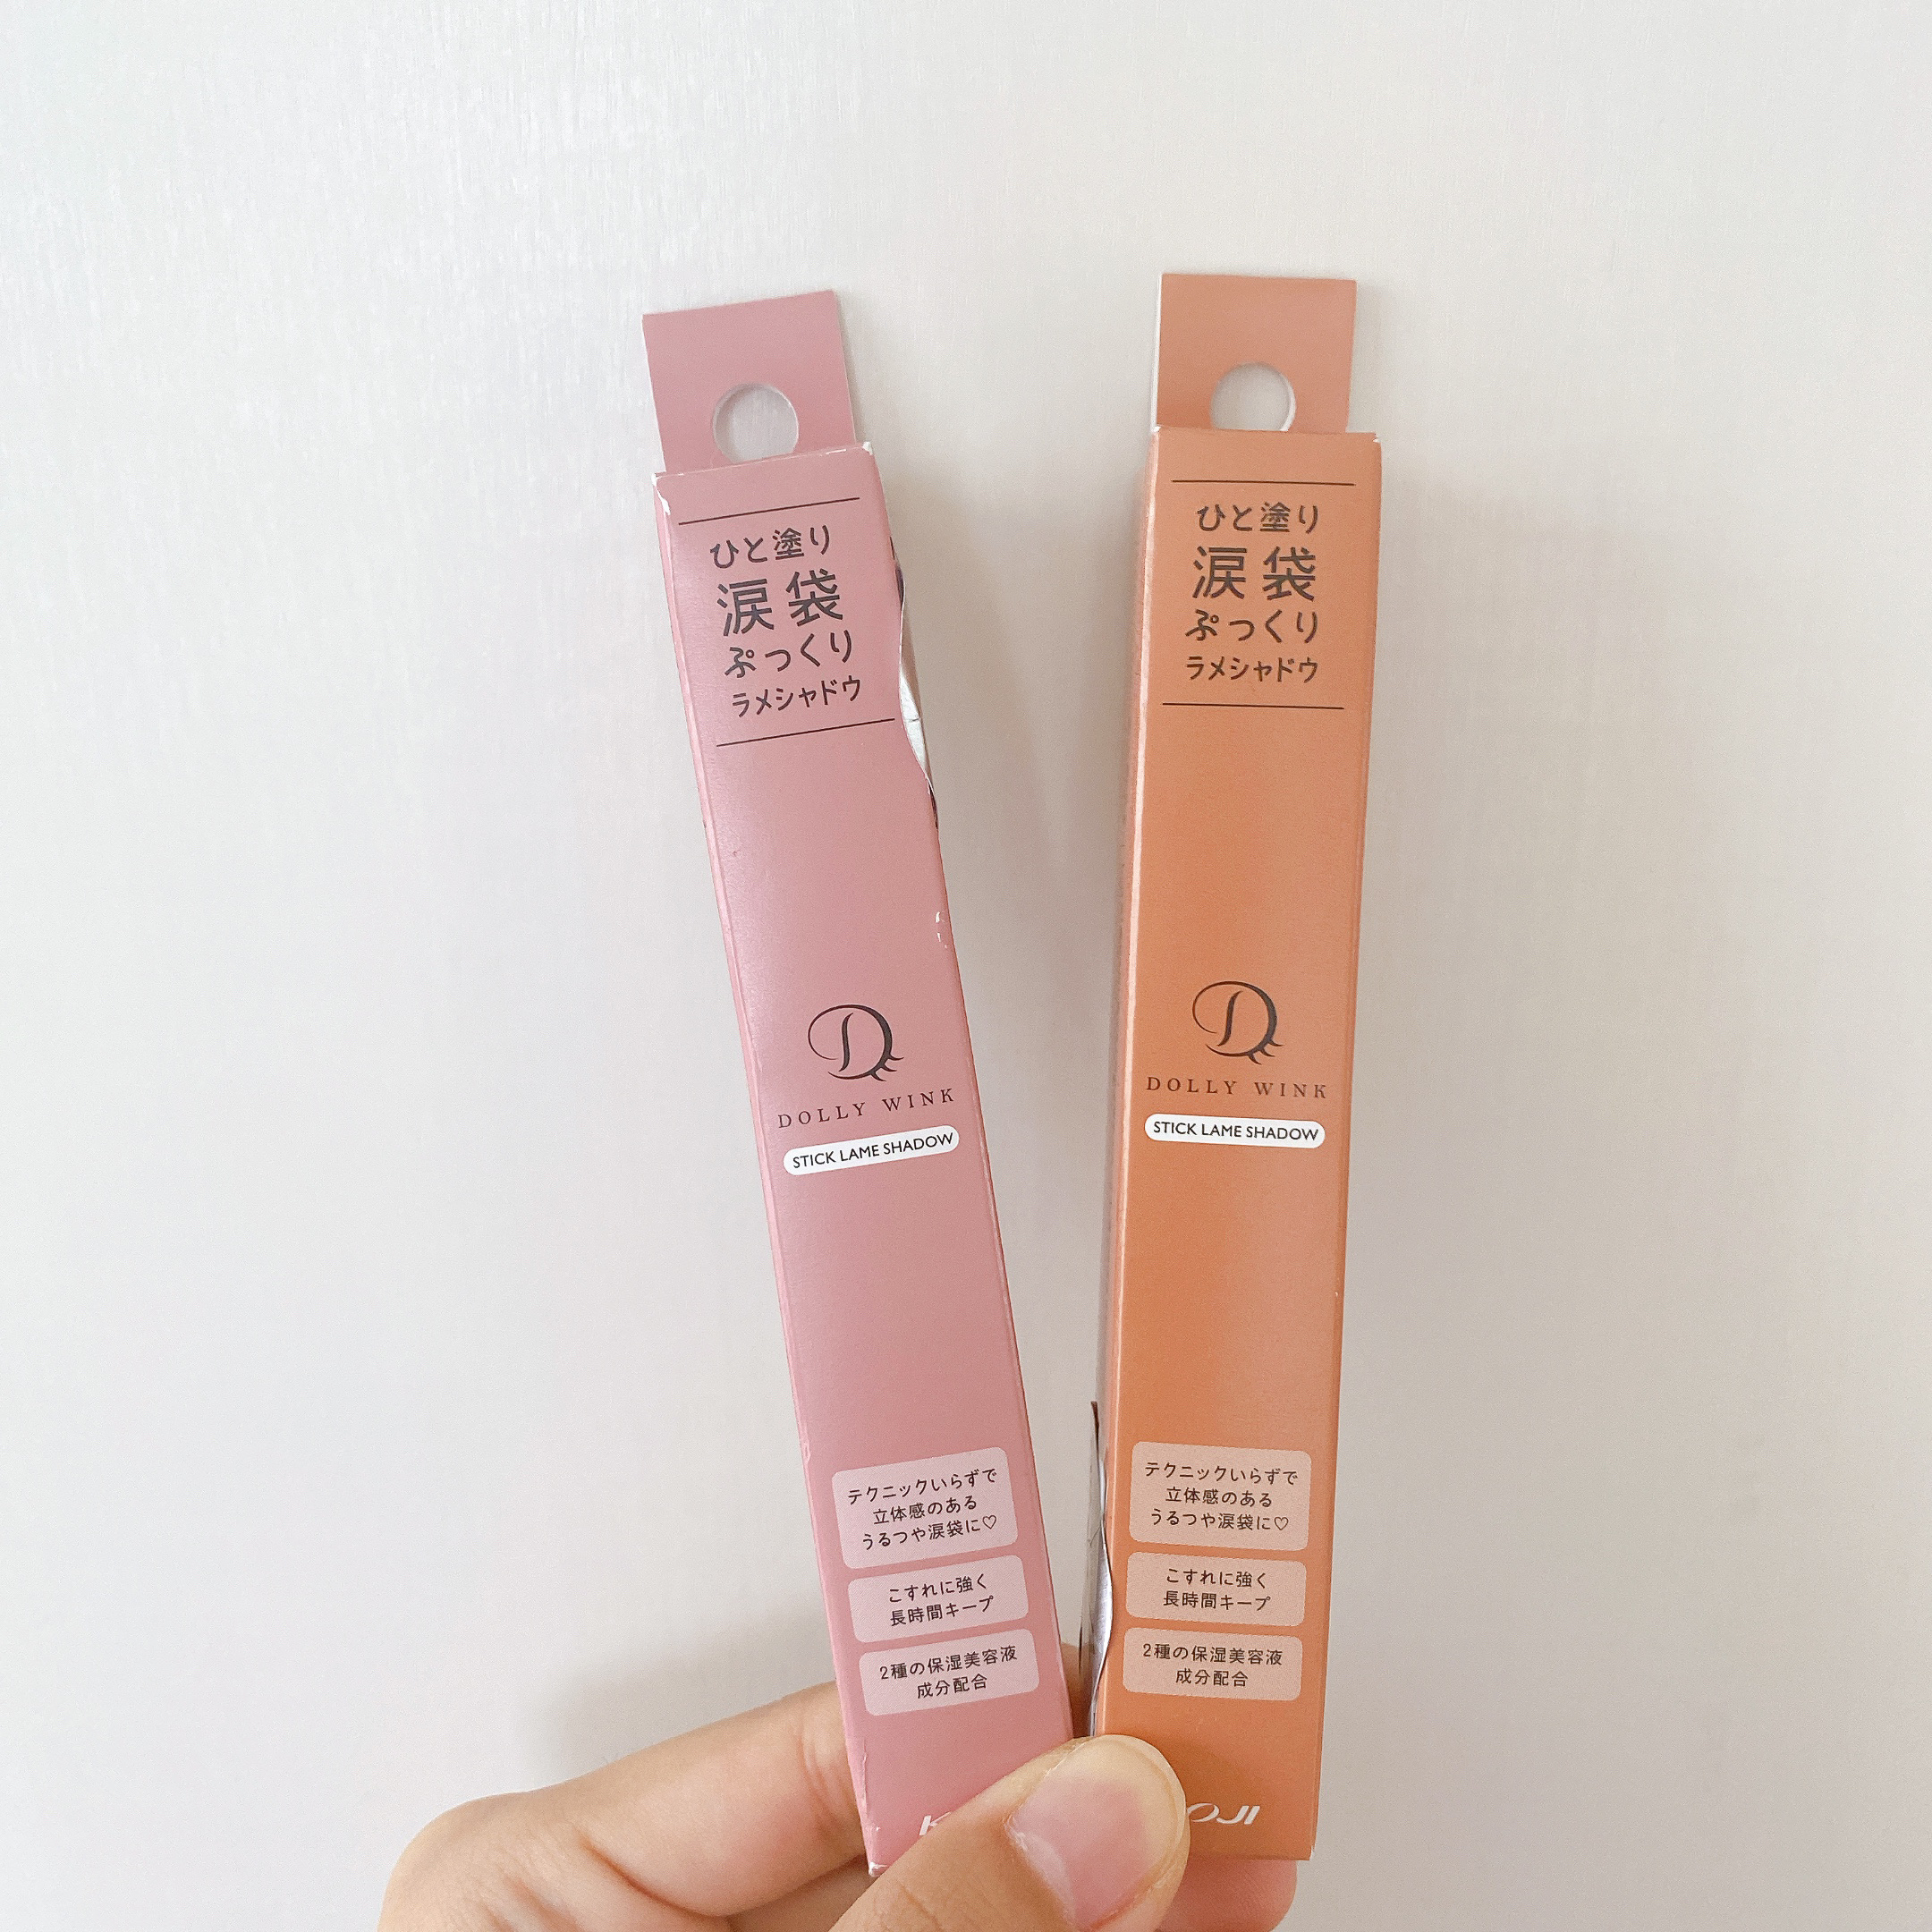 ひと塗り
涙袋
ぷっくり
ラメシャドウ
DOLLY WINK
STICK LAME SHADOW
テクニックいらずで
立体感のある
うるつや涙袋に♡
こすれに強く
長時間キープ
2種の保湿美容液
成分配合
ひと塗り
涙袋
ぷっくり
ラメシャドウ
DOLLY WINK
STICK LAME SHADOW
テクニックいらずで
立体感のある
うるつや涙袋に♡
こすれに強く
長時間キープ
2種の保湿美容液
成分配合
OJI